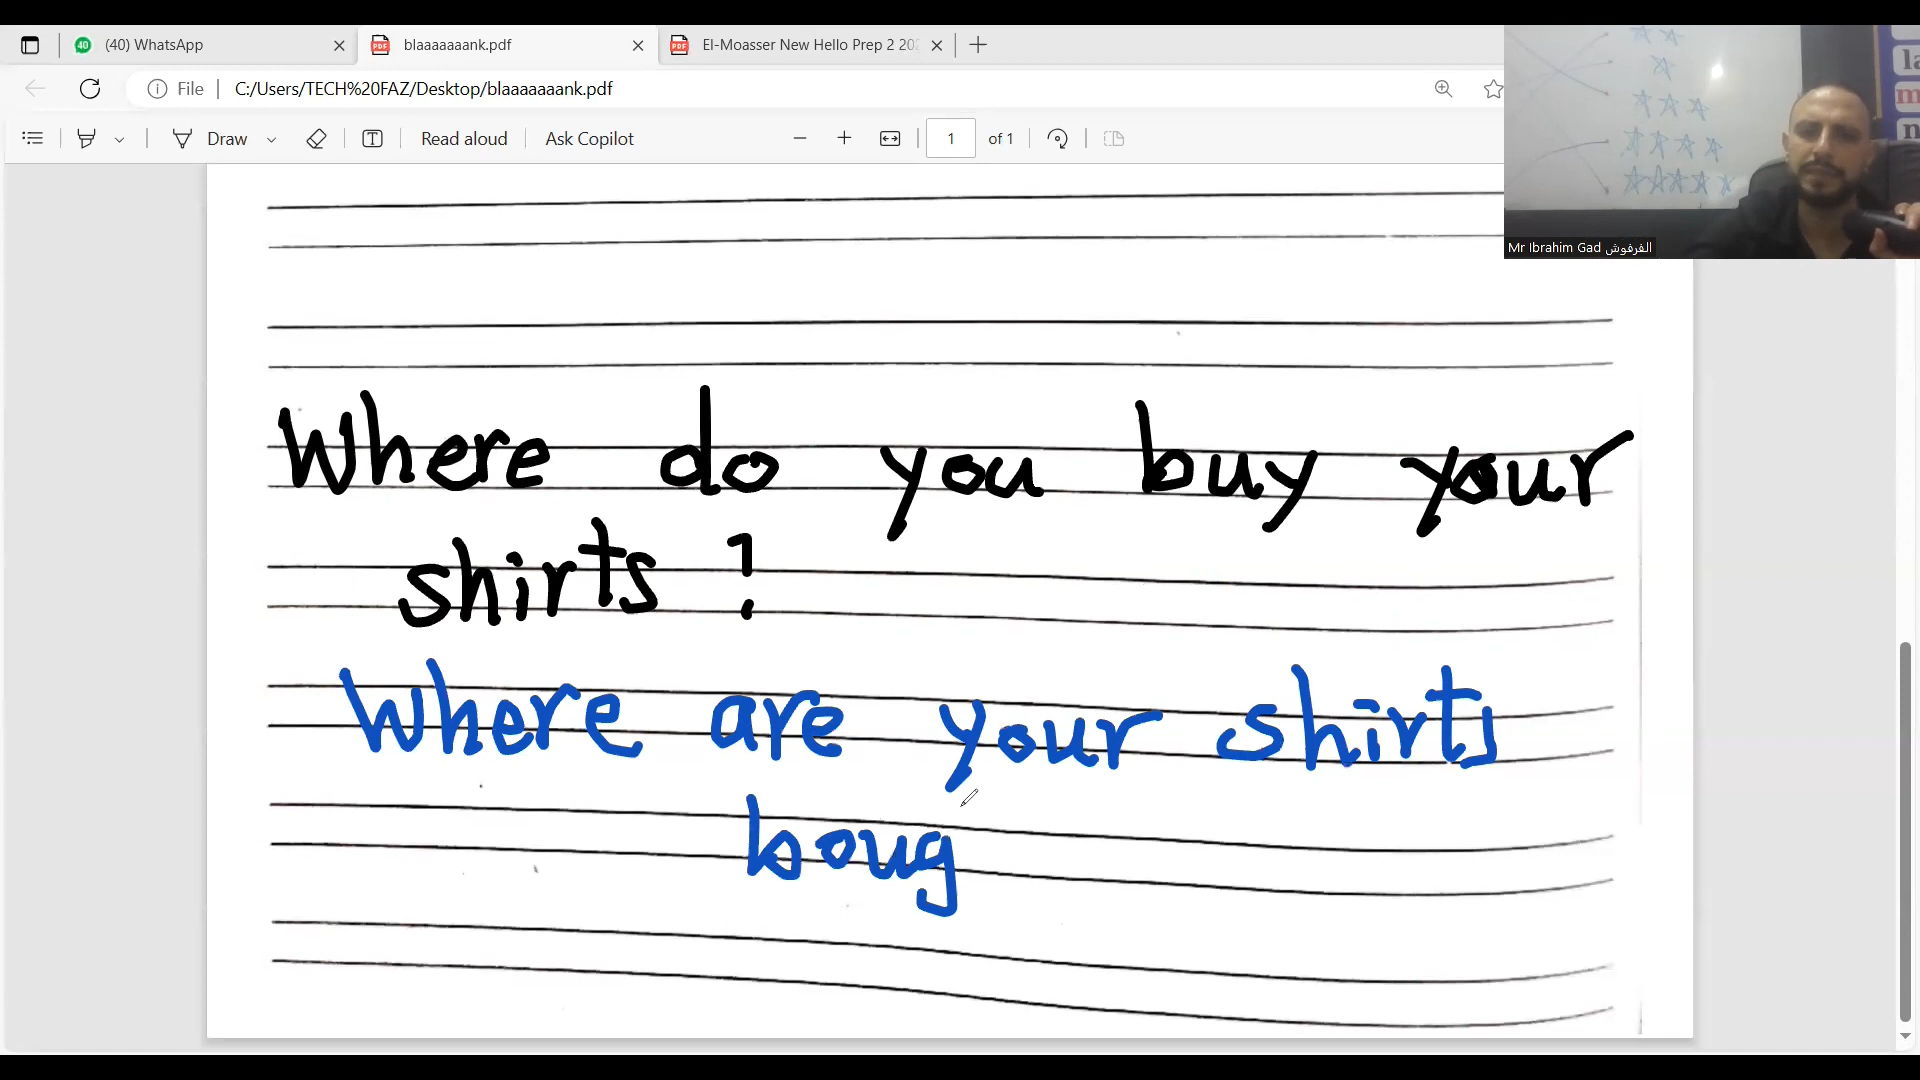 (40) WhatsApp
blaaaaaaank.pdf
El-Moasser New Hello Prep 2 202
File
C:/Users/TECH%20FAZ/Desktop/blaaaaaaank.pdf
Draw
Read aloud
Ask Copilot
1 of 1
Mr Ibrahim Gad الفرفوش
Where do you buy your
shirts ?
Where are your shirts
boug